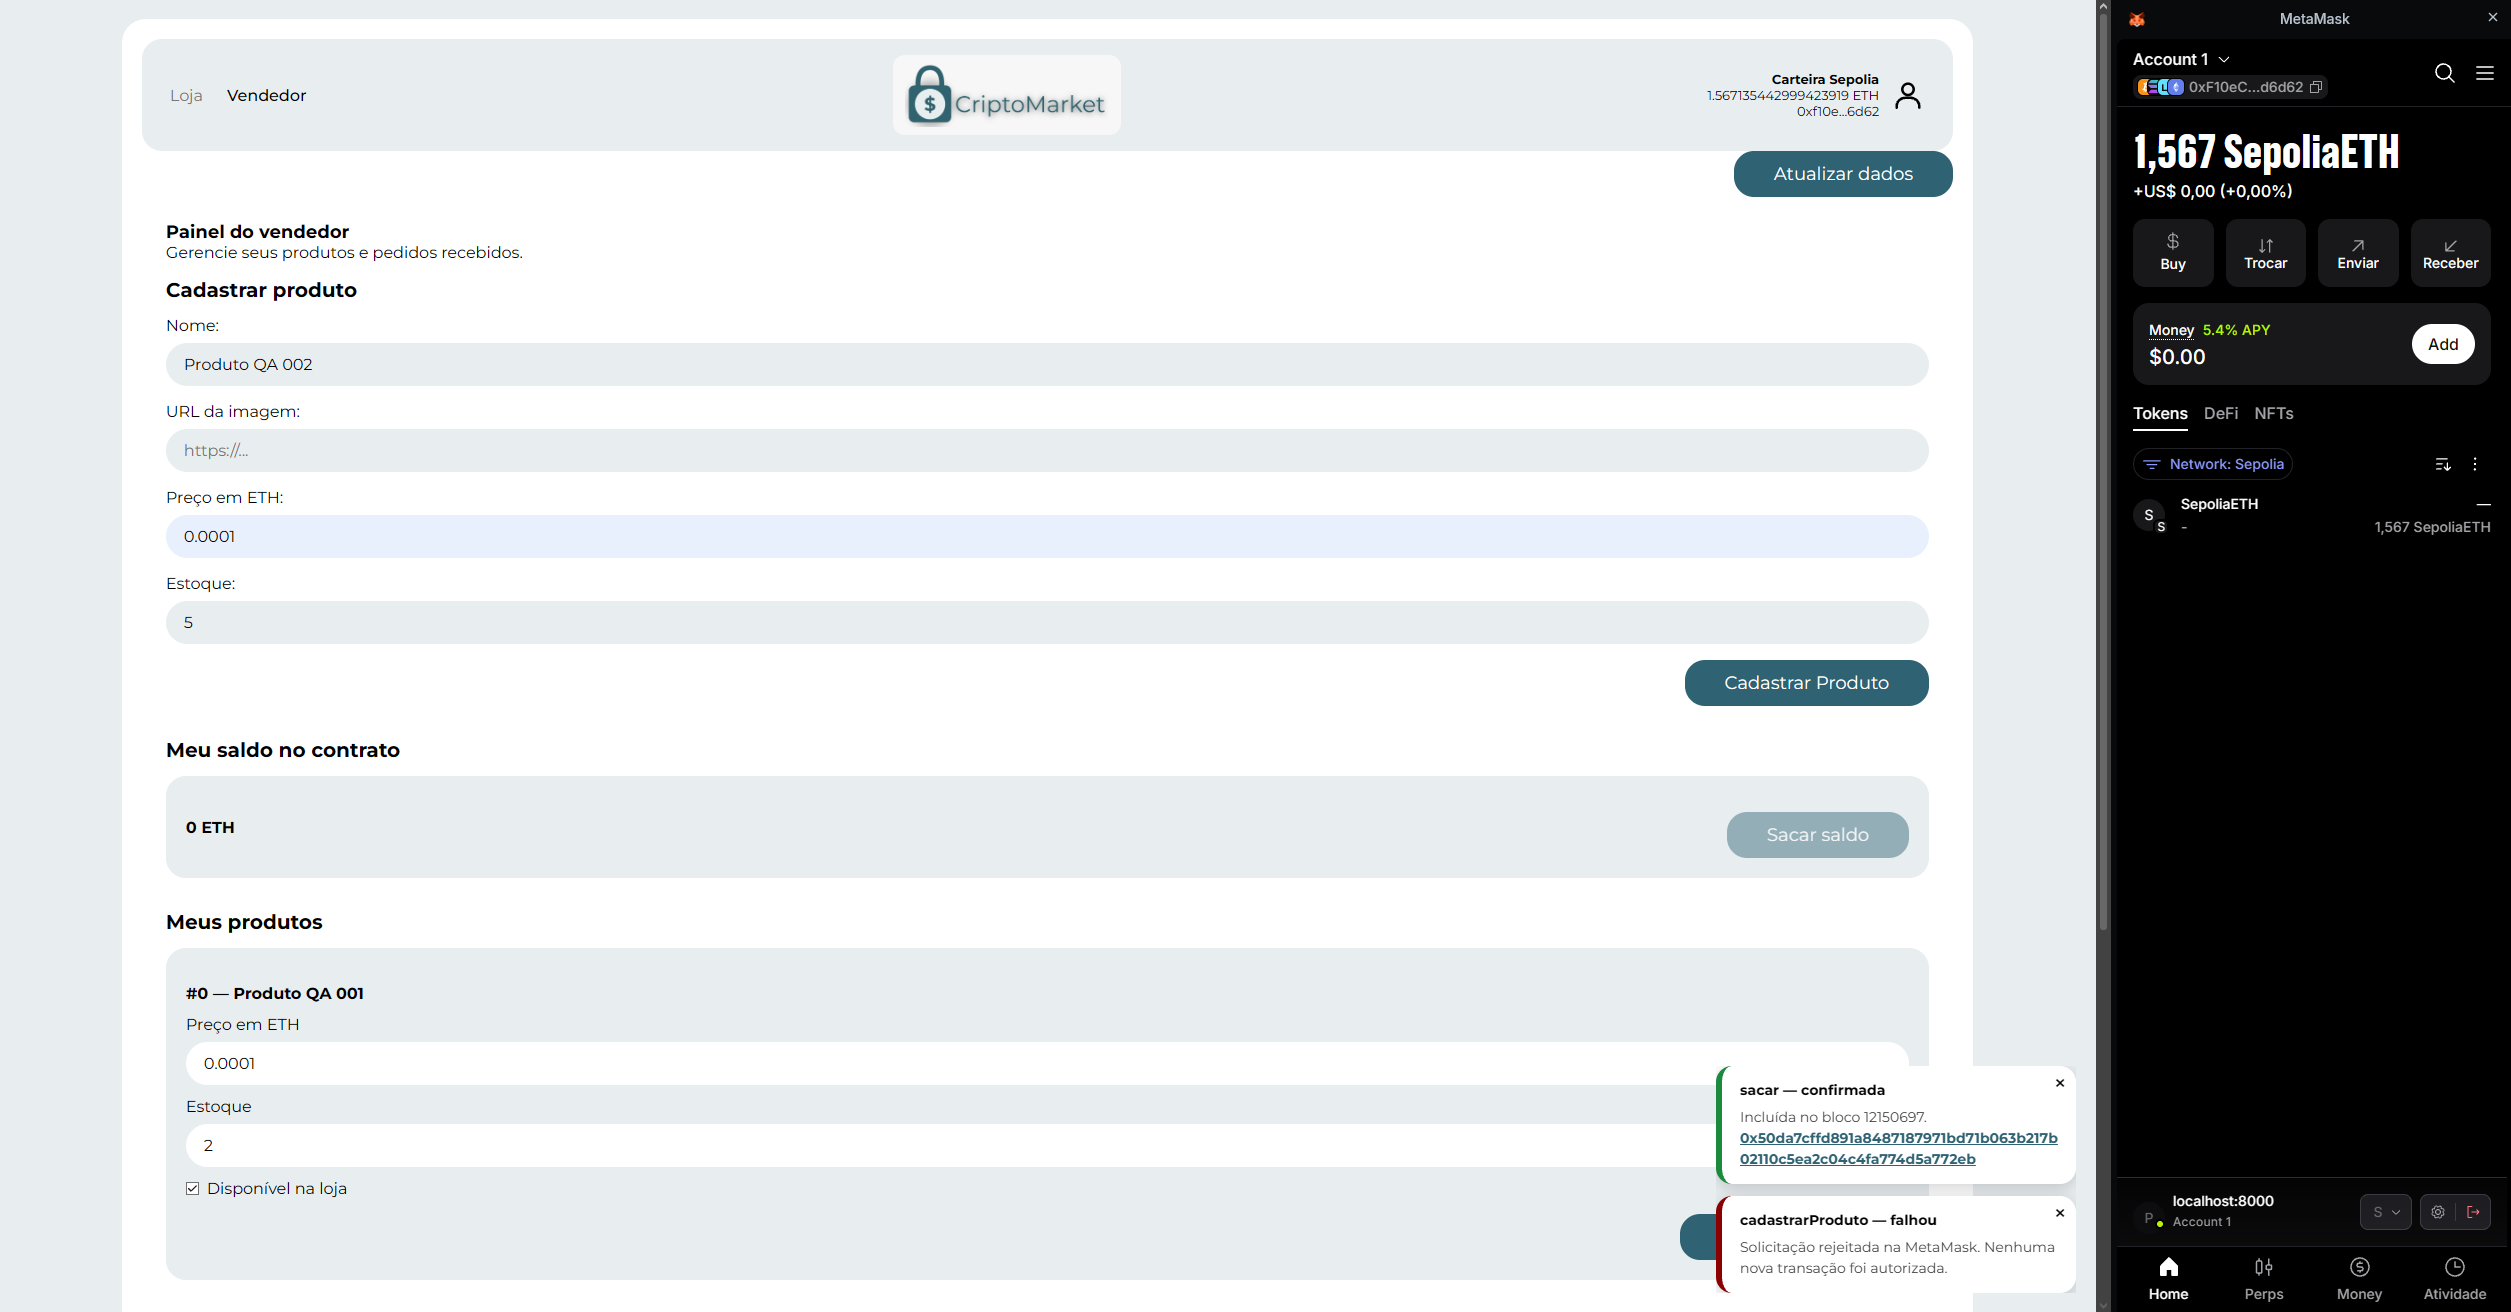 Loja
Vendedor
$ CriptoMarket
Carteira Sepolia
1.567135442999423919 ETH
0xf10e...6d62
Atualizar dados
Painel do vendedor
Gerencie seus produtos e pedidos recebidos.
Cadastrar produto
Nome:
Produto QA 002
URL da imagem:
https://...
Preço em ETH:
0.0001
Estoque:
5
Cadastrar Produto
Meu saldo no contrato
0 ETH
Sacar saldo
Meus produtos
#0 — Produto QA 001
Preço em ETH
0.0001
Estoque
2
Disponível na loja
sacar — confirmada
Incluída no bloco 12150697.
0x50da7cffd891a8487187971bd71b063b217b
02110c5ea2c04c4fa774d5a772eb
cadastrarProduto — falhou
Solicitação rejeitada na MetaMask. Nenhuma
nova transação foi autorizada.
MetaMask
Account 1
0xF10eC...d6d62
1,567 SepoliaETH
+US$ 0,00 (+0,00%)
Buy
Trocar
Enviar
Receber
Money 5.4% APY
$0.00
Add
Tokens
DeFi
NFTs
Network: Sepolia
S
S
SepoliaETH
—
-
1,567 SepoliaETH
P
localhost:8000
Account 1
S
Home
Perps
Money
Atividade